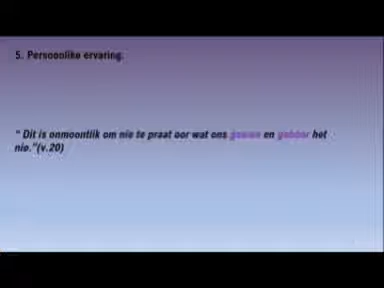 5. Persoonlike ervaring.
" Dit is onmoontlik om nie te praat oor wat ons gesien en gehoor het
nie."(v.20)